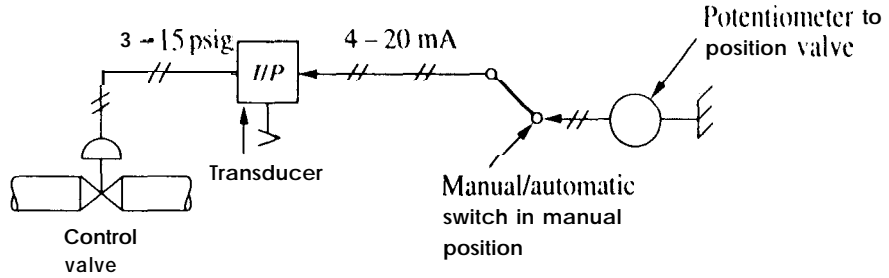 Potentiometer to
position valve
3 – 15 psig
4 – 20 mA
I/P
Transducer
Manual/automatic
switch in manual
position
Control
valve